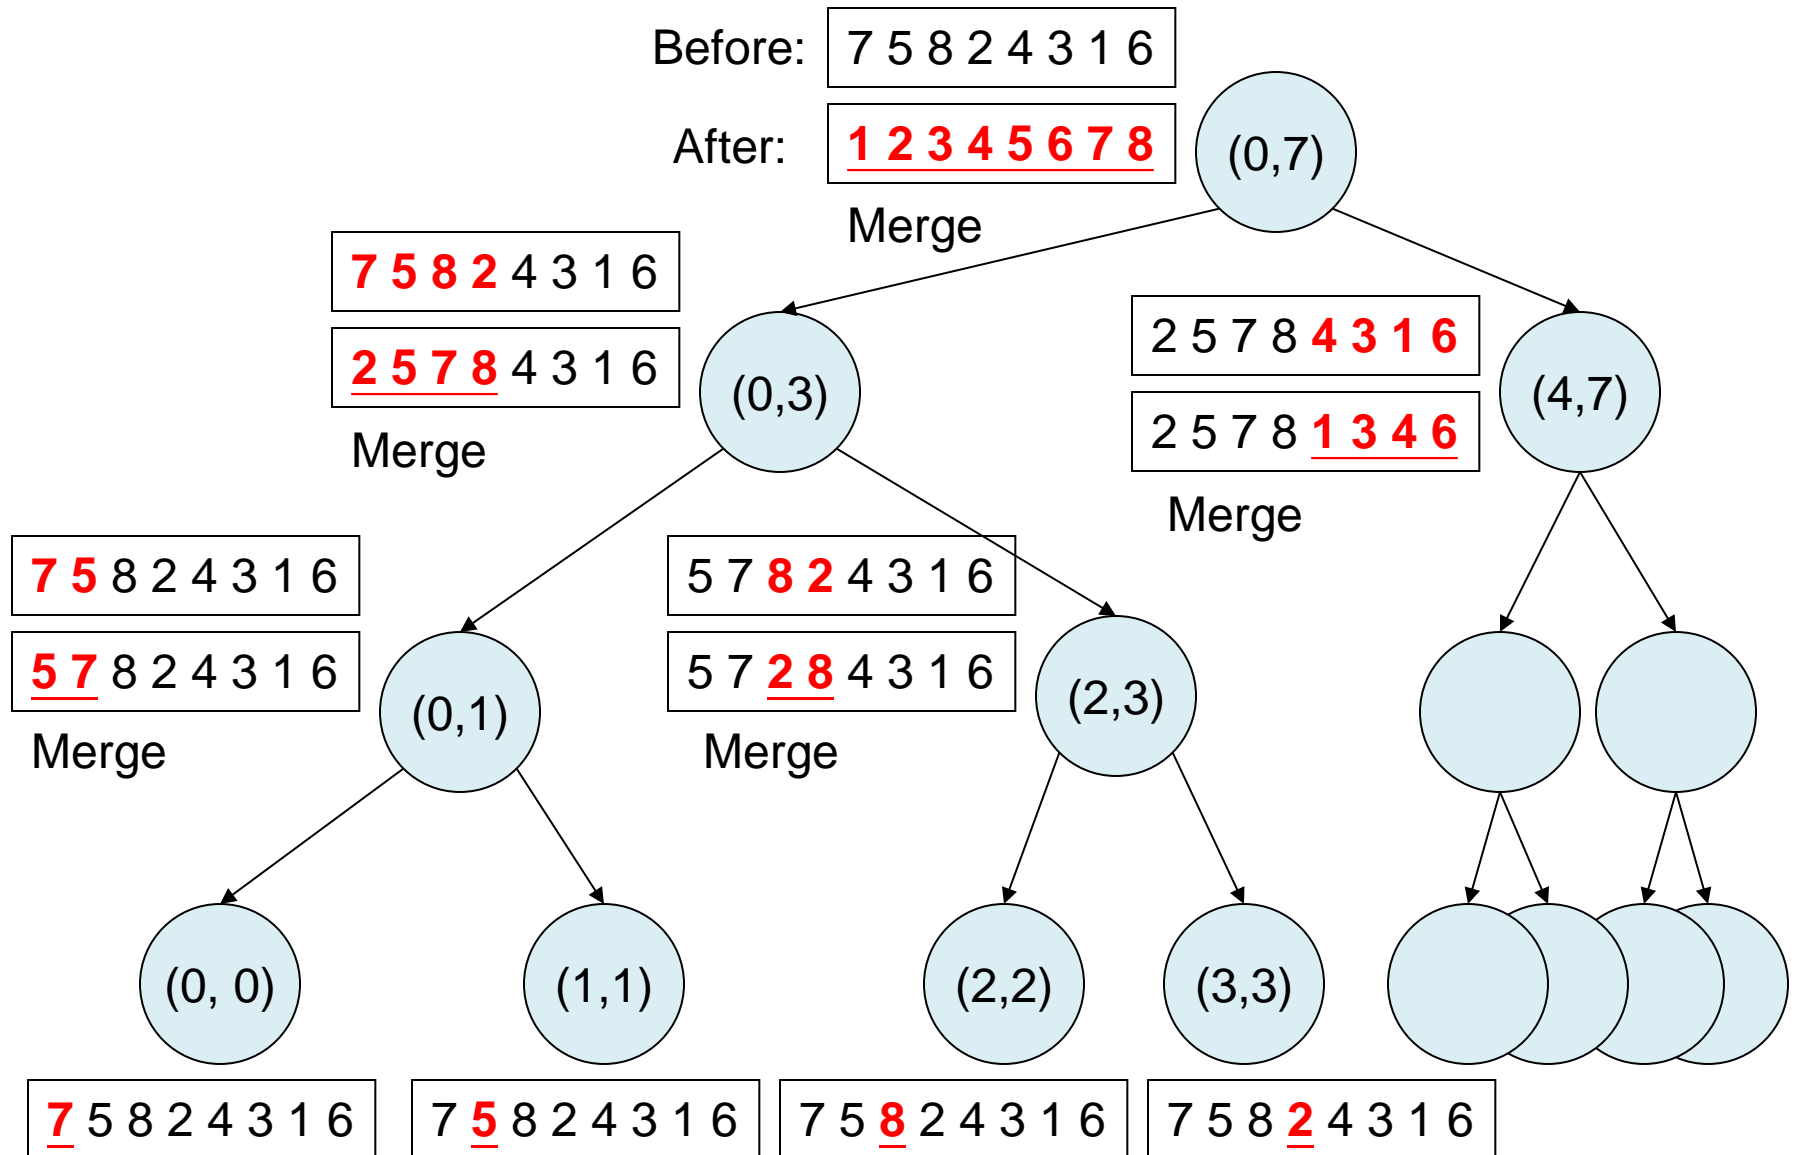 Before: 7 5 8 2 4 3 1 6
After: 1 2 3 4 5 6 7 8
(0,7)
Merge
7 5 8 2 4 3 1 6
2 5 7 8 4 3 1 6
(0,3)
Merge
2 5 7 8 4 3 1 6
2 5 7 8 1 3 4 6
(4,7)
Merge
7 5 8 2 4 3 1 6
5 7 8 2 4 3 1 6
(0,1)
Merge
5 7 8 2 4 3 1 6
5 7 2 8 4 3 1 6
(2,3)
Merge
(0, 0)
(1,1)
(2,2)
(3,3)
7 5 8 2 4 3 1 6
7 5 8 2 4 3 1 6
7 5 8 2 4 3 1 6
7 5 8 2 4 3 1 6